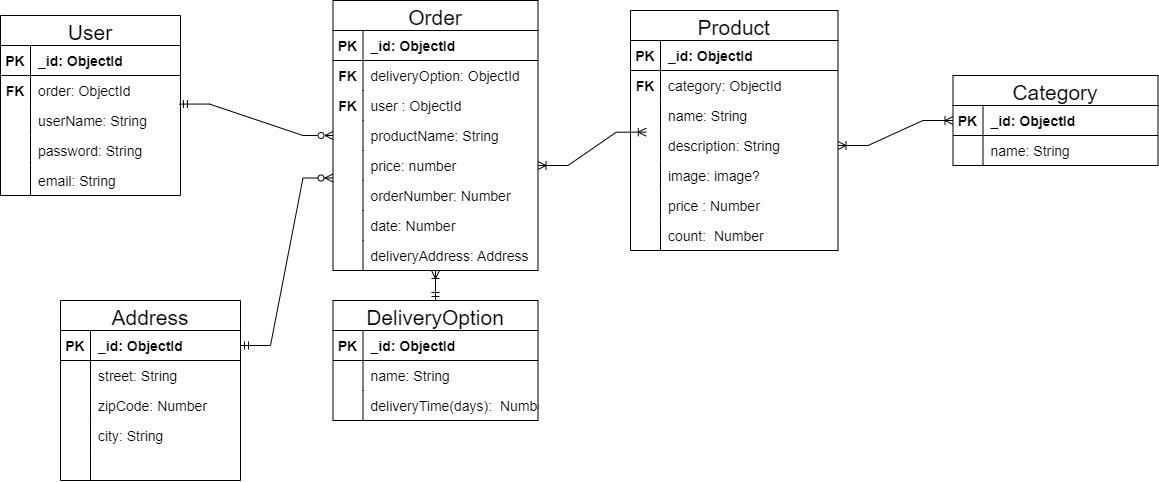 User
PK _id: ObjectId
FK order: ObjectId
userName: String
password: String
email: String
Order
PK _id: ObjectId
FK deliveryOption: ObjectId
FK user : ObjectId
productName: String
price: number
orderNumber: Number
date: Number
deliveryAddress: Address
Product
PK _id: ObjectId
FK category: ObjectId
name: String
description: String
image: image?
price : Number
count: Number
Category
PK _id: ObjectId
name: String
Address
PK _id: ObjectId
street: String
zipCode: Number
city: String
DeliveryOption
PK _id: ObjectId
name: String
deliveryTime(days): Numb